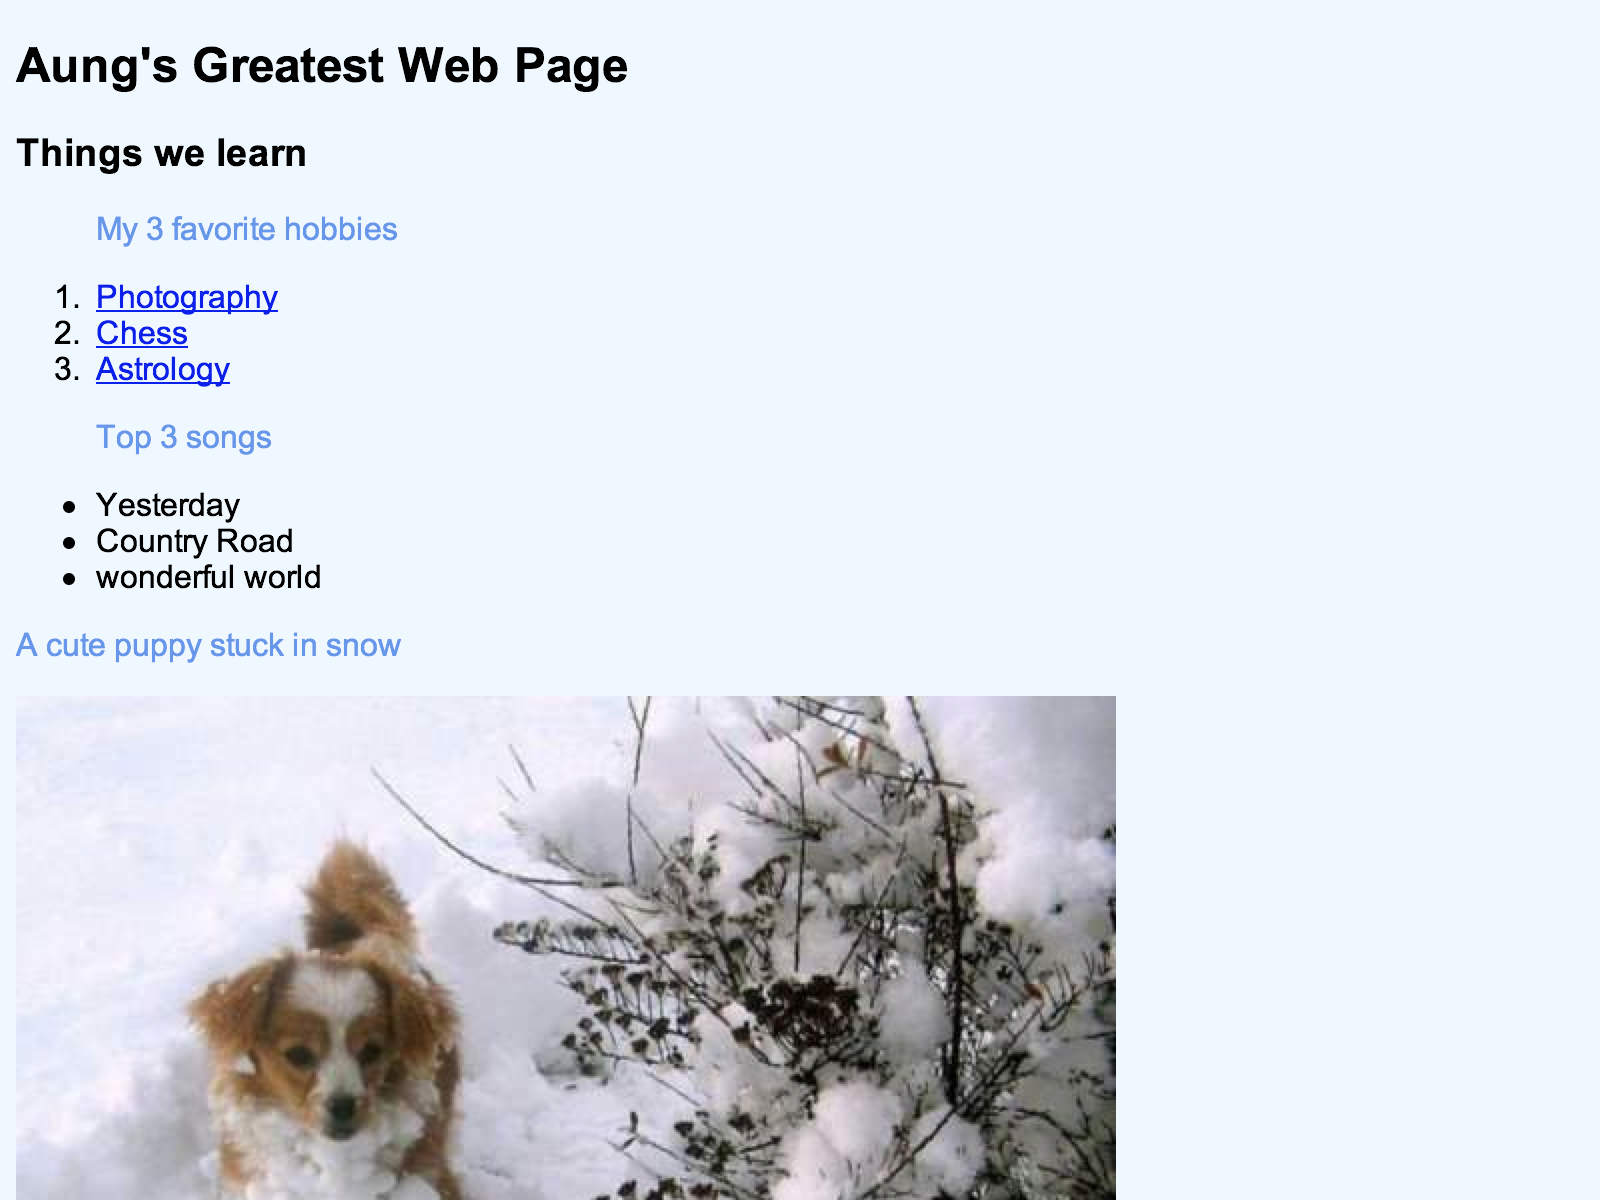 Aung's Greatest Web Page
Things we learn
My 3 favorite hobbies
1. Photography
2. Chess
3. Astrology
Top 3 songs
• Yesterday
• Country Road
• wonderful world
A cute puppy stuck in snow